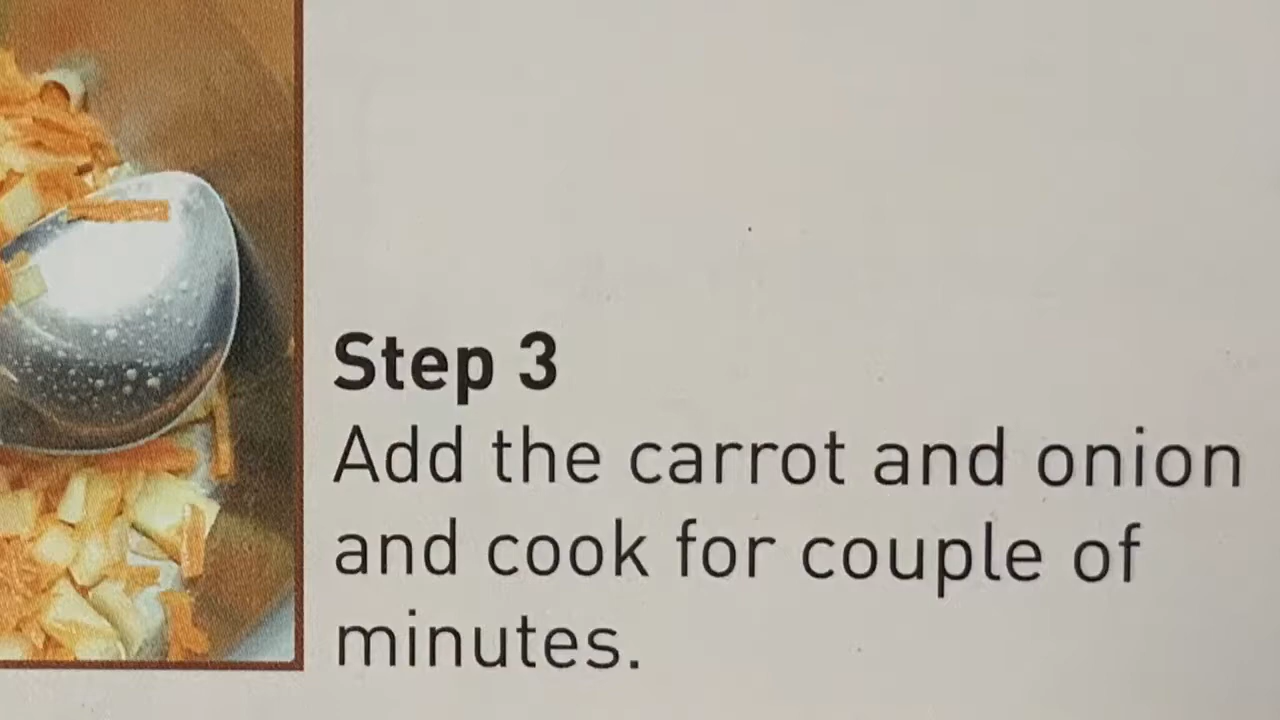 Step 3
Add the carrot and onion
and cook for couple of
minutes.